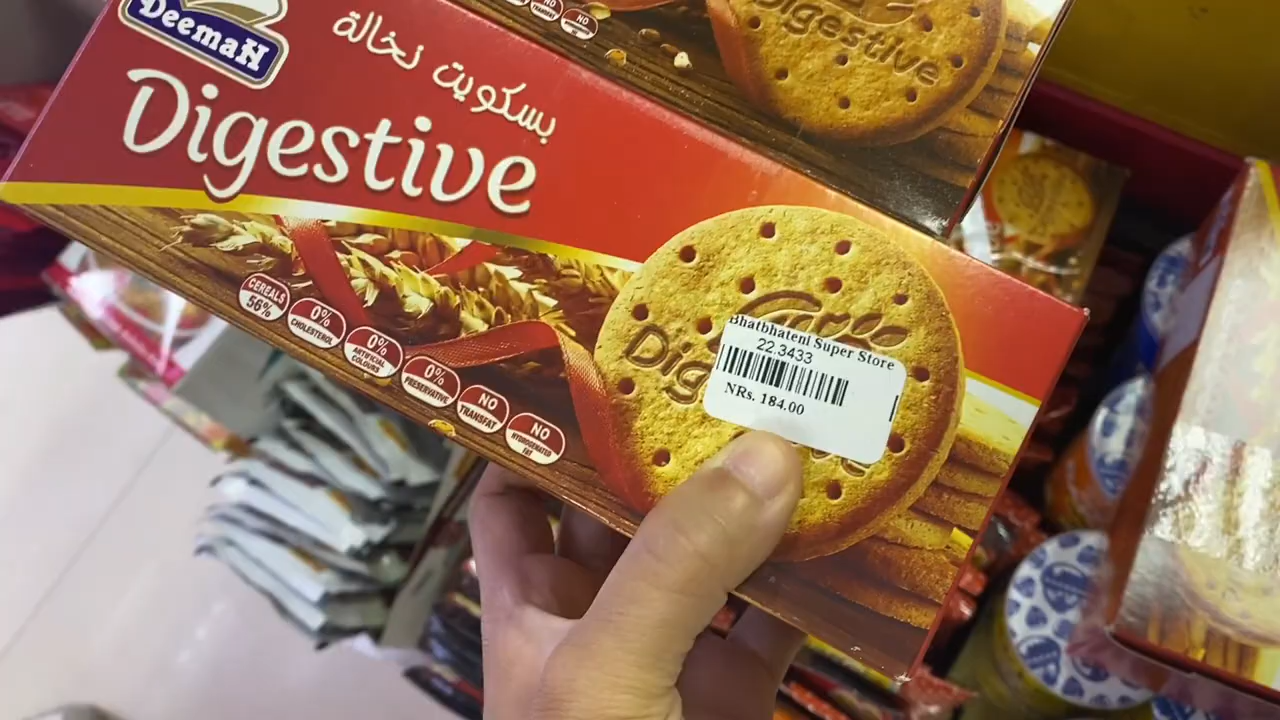 Deemah
بسكويت نخالة
Digestive
CEREALS
56%
0%
CHOLESTEROL
0%
ARTIFICIAL
COLOURS
0%
PRESERVATIVE
NO
TRANSFAT
NO
HYDROGENATED
FAT
Digestive
Bhatbhateni Super Store
22.3433
NRs. 184.00
Dig